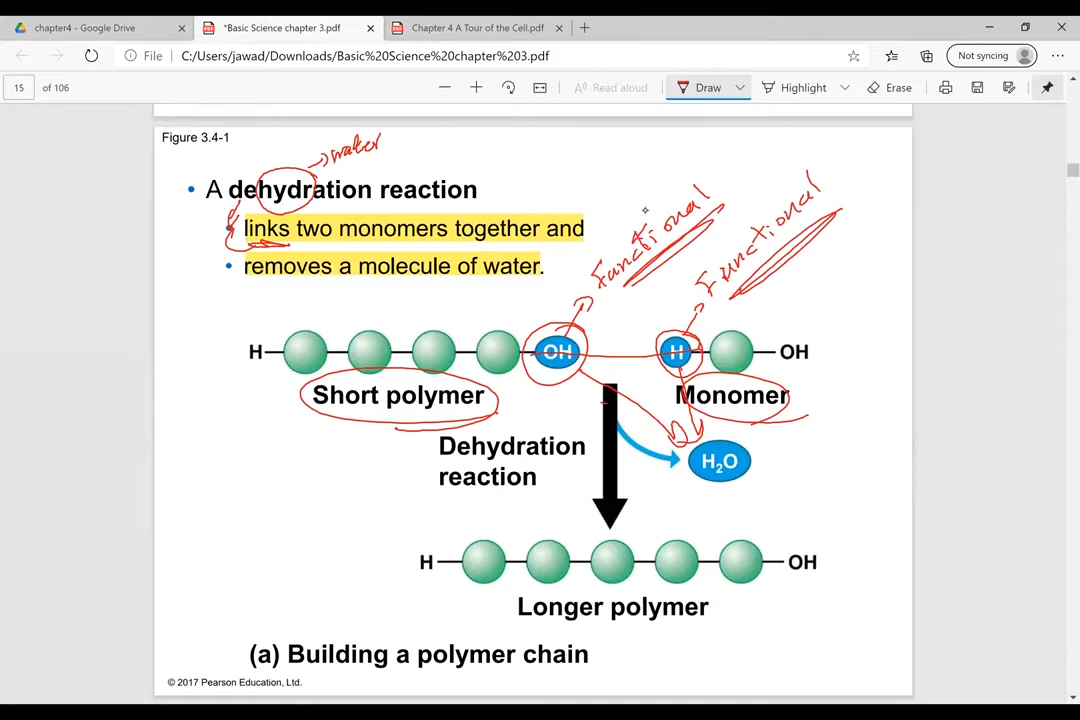 chapter4 - Google Drive
*Basic Science chapter 3.pdf
Chapter 4 A Tour of the Cell.pdf
File C:/Users/jawad/Downloads/Basic%20Science%20chapter%203.pdf
Not syncing
15 of 106
Read aloud
Draw
Highlight
Erase
Figure 3.4-1
water
• A dehydration reaction
• links two monomers together and
• removes a molecule of water.
Functional
Functional
H OH H OH
Short polymer
Monomer
Dehydration
reaction
H2O
H OH
Longer polymer
(a) Building a polymer chain
© 2017 Pearson Education, Ltd.